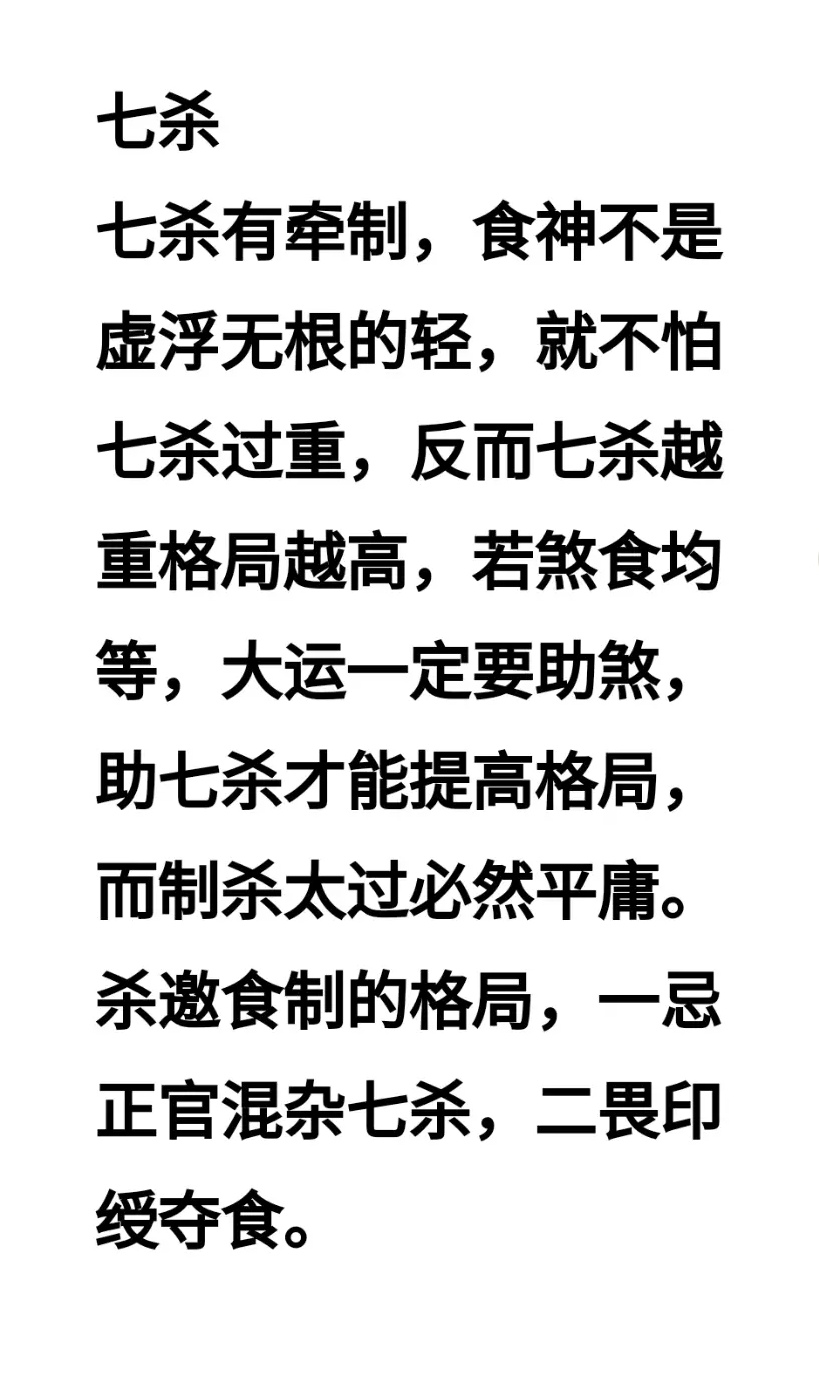 七杀
七杀有牵制，食神不是
虚浮无根的轻，就不怕
七杀过重，反而七杀越
重格局越高，若煞食均
等，大运一定要助煞，
助七杀才能提高格局，
而制杀太过必然平庸。
杀邀食制的格局，一忌
正官混杂七杀，二畏印
绶夺食。